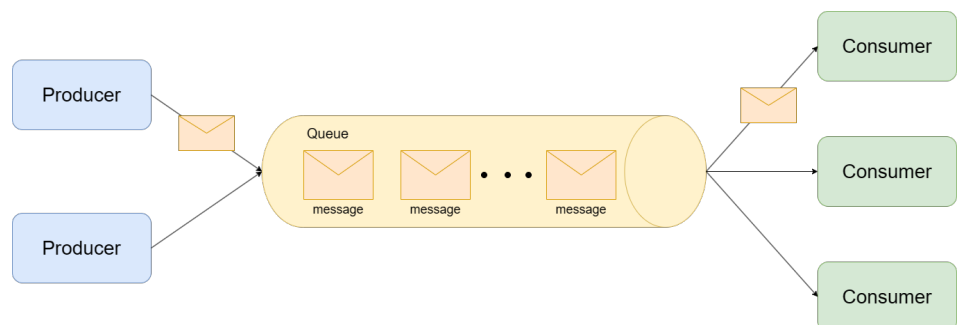 Producer
Producer
Queue
message
message
message
Consumer
Consumer
Consumer